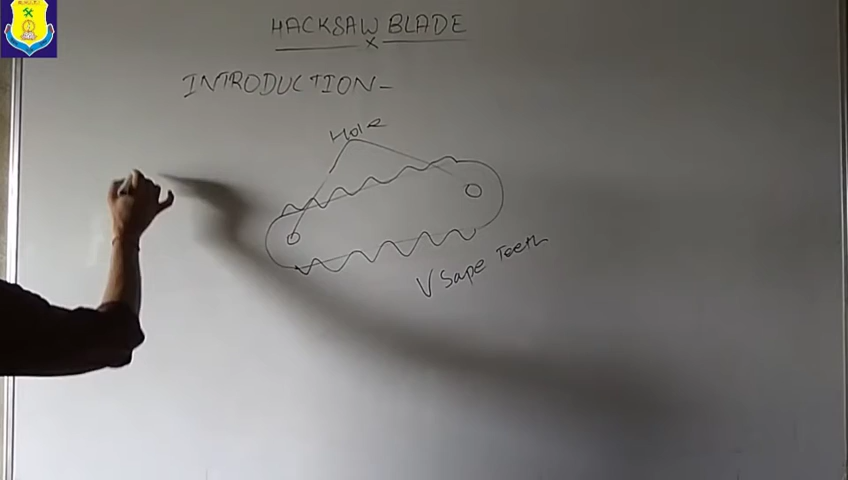 HACKSAW BLADE
INTRODUCTION-
Hole
V Sape Teeth